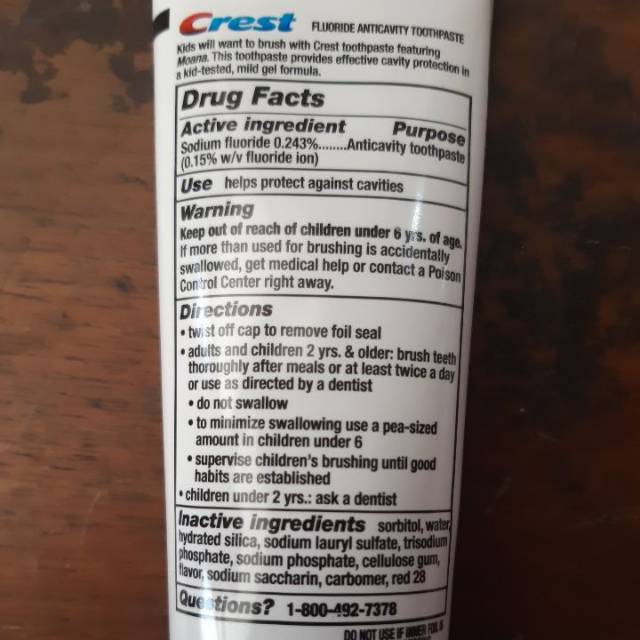 Crest FLUORIDE ANTICAVITY TOOTHPASTE
Kids will want to brush with Crest toothpaste featuring
Moana. This toothpaste provides effective cavity protection in
a kid-tested, mild gel formula.
Drug Facts
Active ingredient Purpose
Sodium fluoride 0.243%........Anticavity toothpaste
(0.15% w/v fluoride ion)
Use helps protect against cavities
Warning
Keep out of reach of children under 6 yrs. of age.
If more than used for brushing is accidentally
swallowed, get medical help or contact a Poison
Control Center right away.
Directions
• twist off cap to remove foil seal
• adults and children 2 yrs. & older: brush teeth
thoroughly after meals or at least twice a day
or use as directed by a dentist
• do not swallow
• to minimize swallowing use a pea-sized
amount in children under 6
• supervise children's brushing until good
habits are established
• children under 2 yrs.: ask a dentist
Inactive ingredients sorbitol, water,
hydrated silica, sodium lauryl sulfate, trisodium
phosphate, sodium phosphate, cellulose gum,
flavor, sodium saccharin, carbomer, red 28
Questions? 1-800-492-7378
DO NOT USE IF INNER FOIL